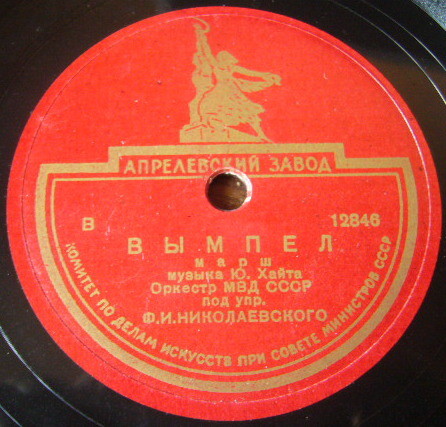 АПРЕЛЕВСКИЙ ЗАВОД
В 12846
ВЫМПЕЛ
марш
музыка Ю. Хайта
Оркестр МВД СССР
под упр.
Ф.И.НИКОЛАЕВСКОГО
КОМИТЕТ ПО ДЕЛАМ ИСКУССТВ ПРИ СОВЕТЕ МИНИСТРОВ СССР